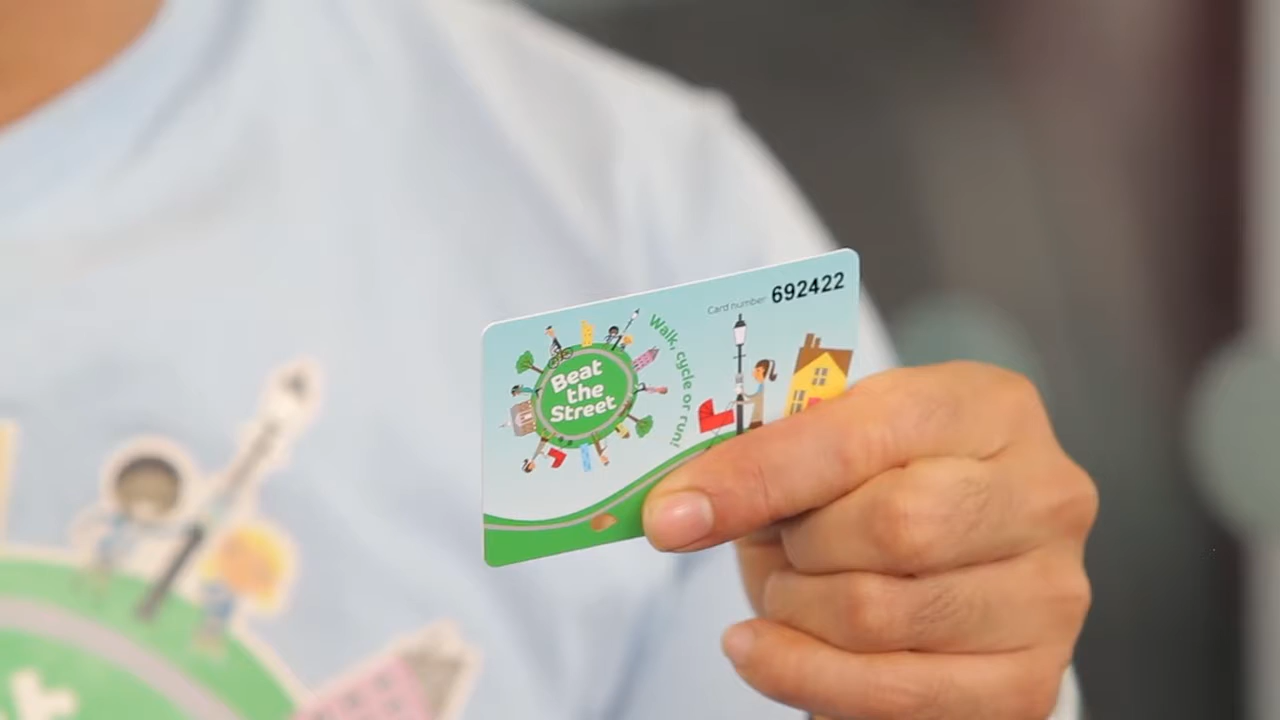 Card number 692422
Walk, cycle or run!
Beat
the
Street